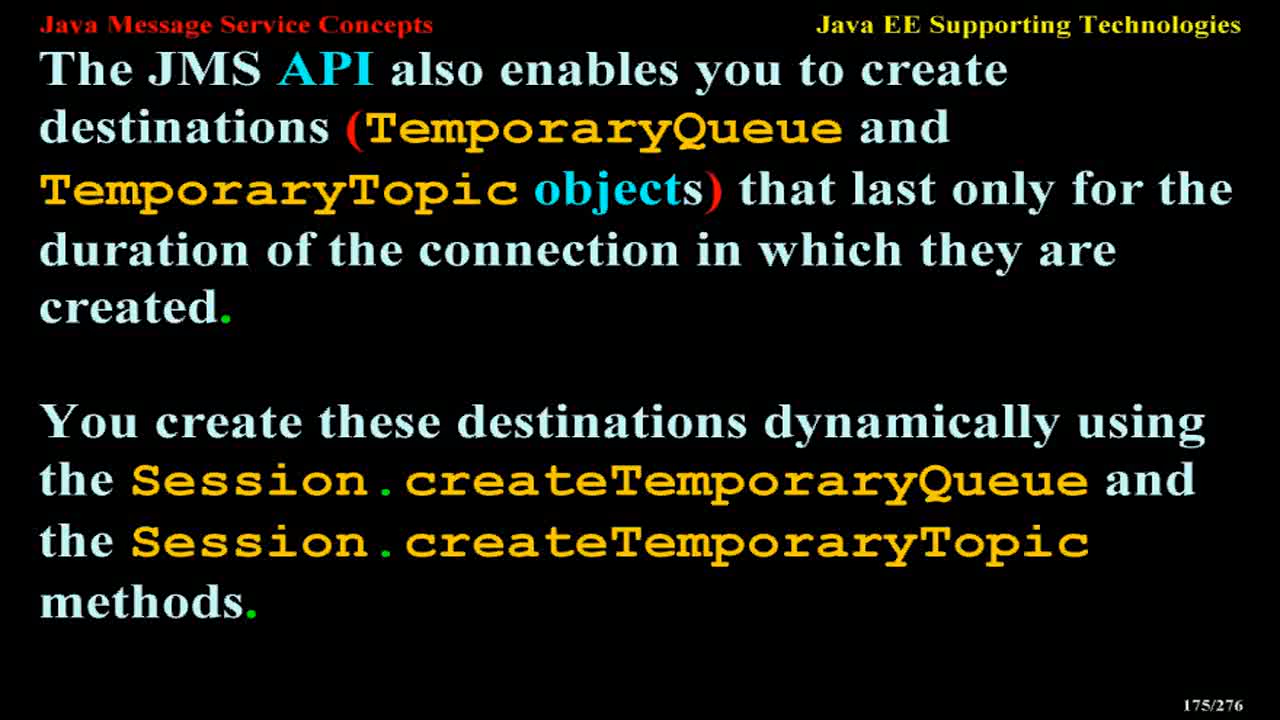 Java Message Service Concepts
Java EE Supporting Technologies
The JMS API also enables you to create
destinations (TemporaryQueue and
TemporaryTopic objects) that last only for the
duration of the connection in which they are
created.
You create these destinations dynamically using
the Session.createTemporaryQueue and
the Session.createTemporaryTopic
methods.
175/276